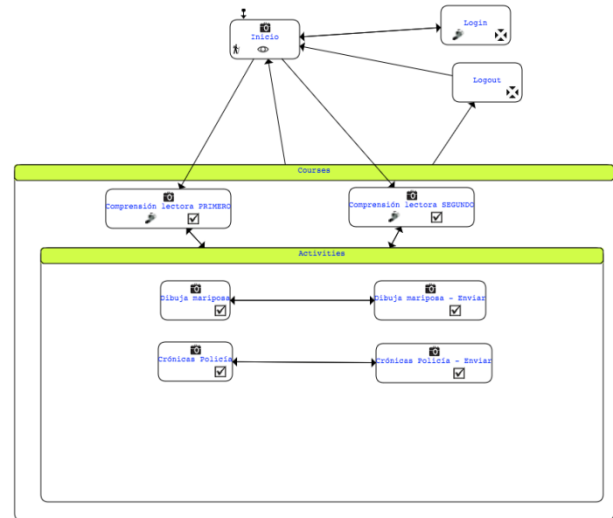 Inicio
Login
Logout
Courses
Comprensión lectora PRIMERO
Comprensión lectora SEGUNDO
Activities
Dibuja mariposa
Dibuja mariposa - Enviar
Crónicas Policía
Crónicas Policía - Enviar